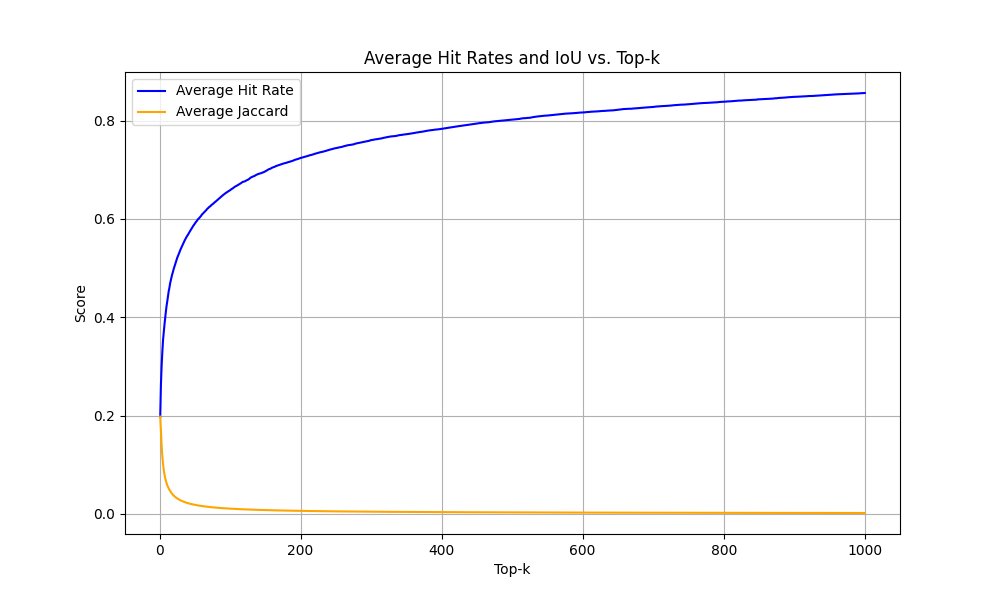 Average Hit Rates and IoU vs. Top-k
Average Hit Rate
Average Jaccard
Score
0.8
0.6
0.4
0.2
0.0
0 200 400 600 800 1000
Top-k